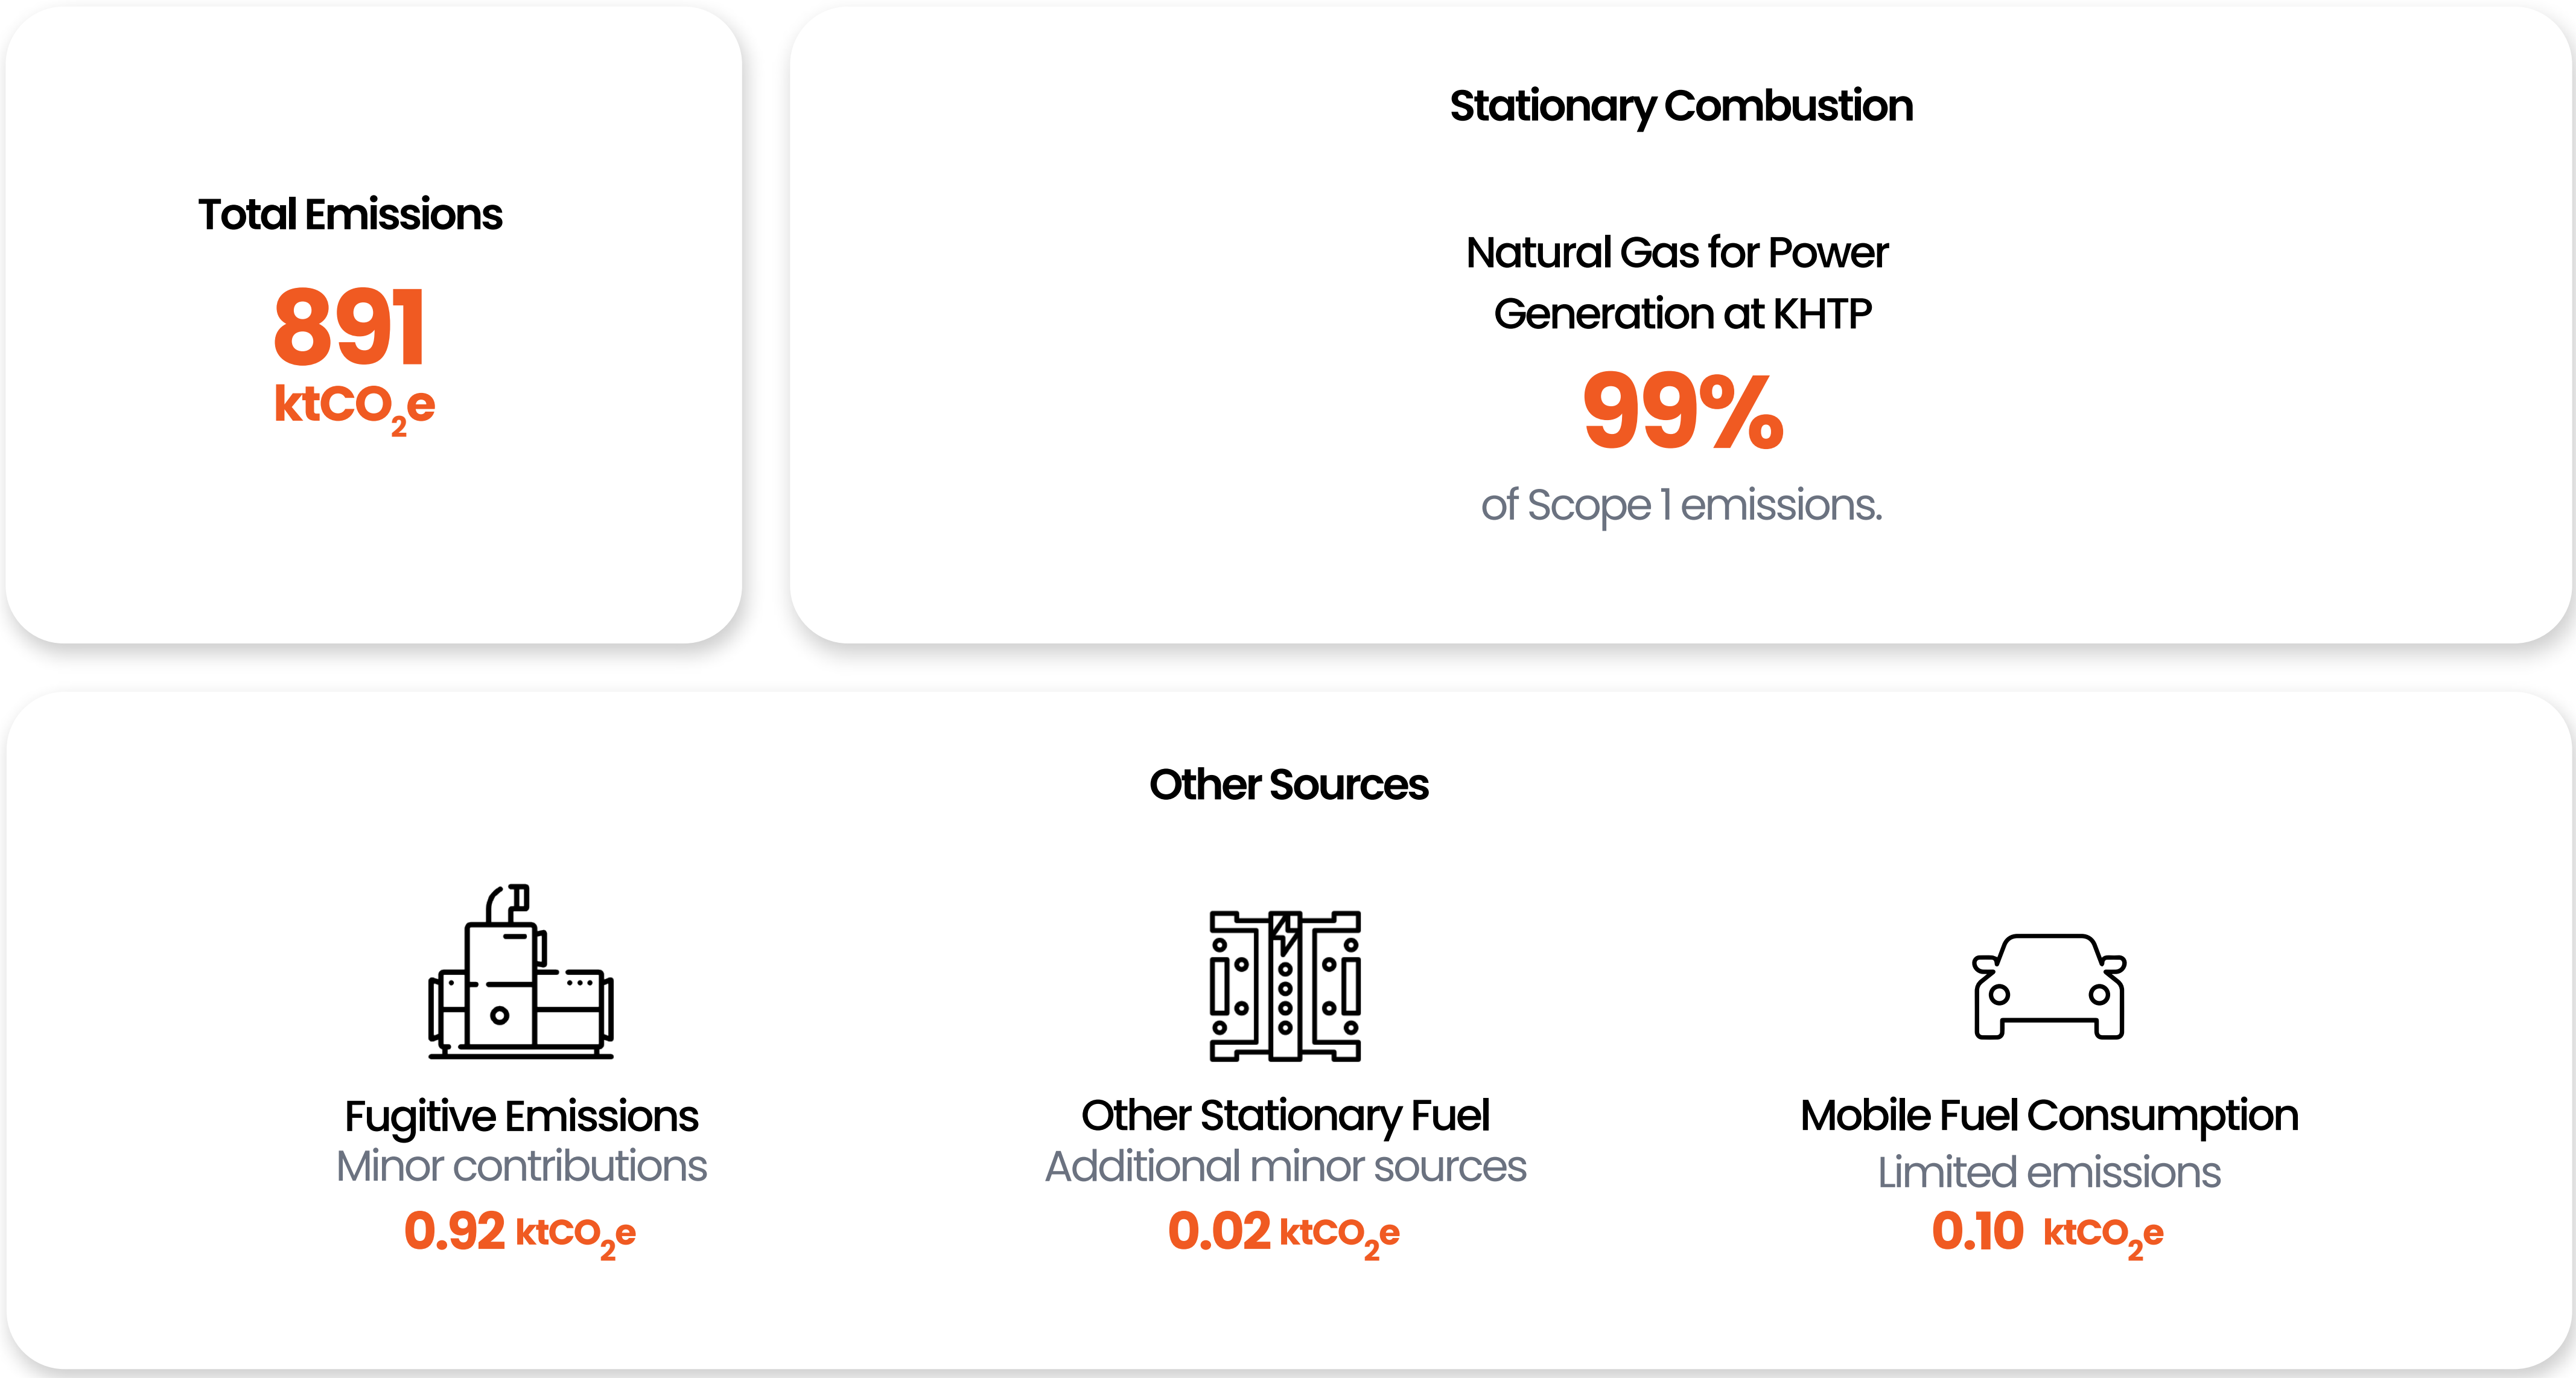 Total Emissions
891
ktCO₂e
Stationary Combustion
Natural Gas for Power
Generation at KHTP
99%
of Scope 1 emissions.
Other Sources
Fugitive Emissions
Minor contributions
0.92 ktCO₂e
Other Stationary Fuel
Additional minor sources
0.02 ktCO₂e
Mobile Fuel Consumption
Limited emissions
0.10 ktCO₂e